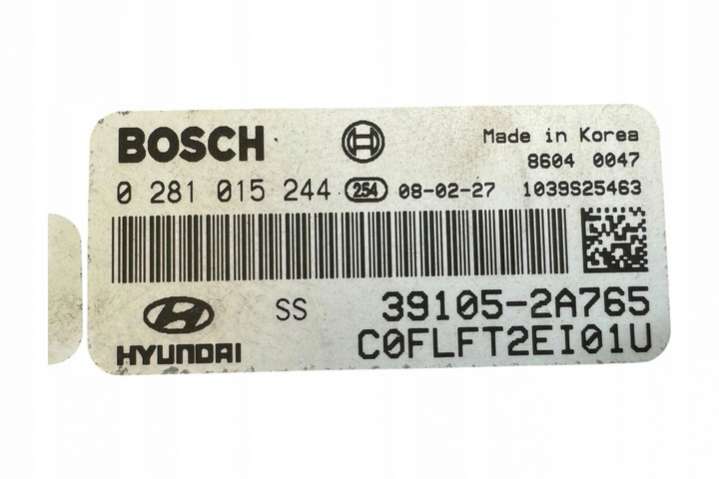 BOSCH
Made in Korea
8604 0047
0 281 015 244 254 08-02-27 1039S25463
SS 39105-2A765
HYUNDAI C0FLFT2EI01U